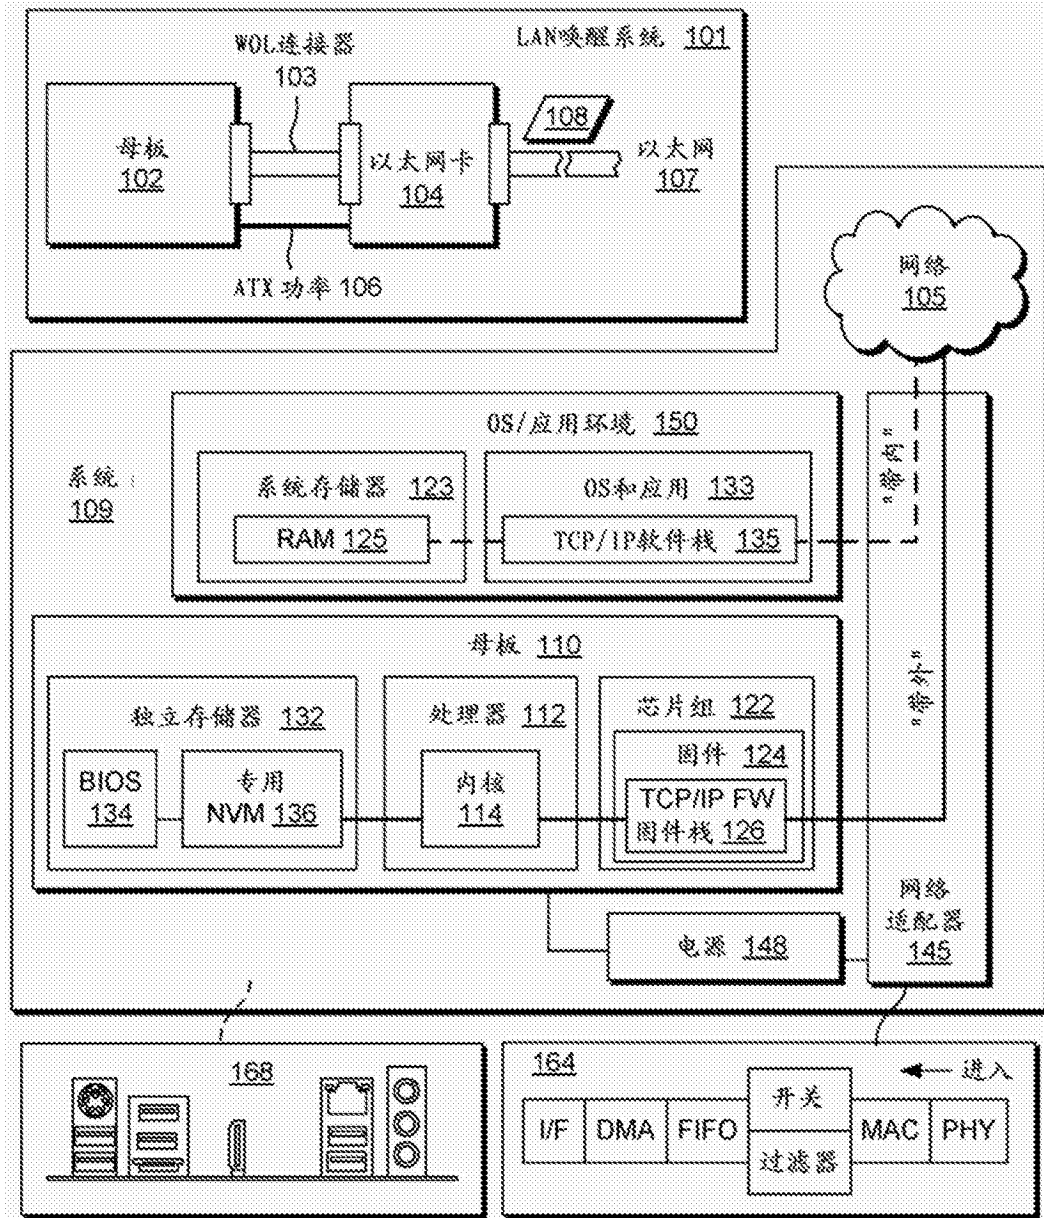 LAN唤醒系统 101
WOL连接器
103
母板
102
以太网卡
104
108
以太网
107
ATX 功率 106
网络
105
系统
109
OS/应用环境 150
系统存储器 123
RAM 125
OS和应用 133
TCP/IP软件栈 135
"带内"
母板 110
独立存储器 132
BIOS
134
专用
NVM 136
处理器 112
内核
114
芯片组 122
固件 124
TCP/IP FW
固件栈 126
"带外"
电源 148
网络
适配器
145
168
164
进入
I/F DMA FIFO 开关 MAC PHY
过滤器